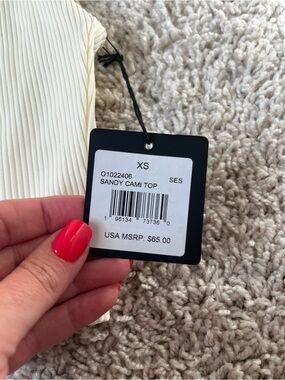 XS
O1022406 SES
SANDY CAMI TOP
1 96134 73736 0
USA MSRP: $65.00